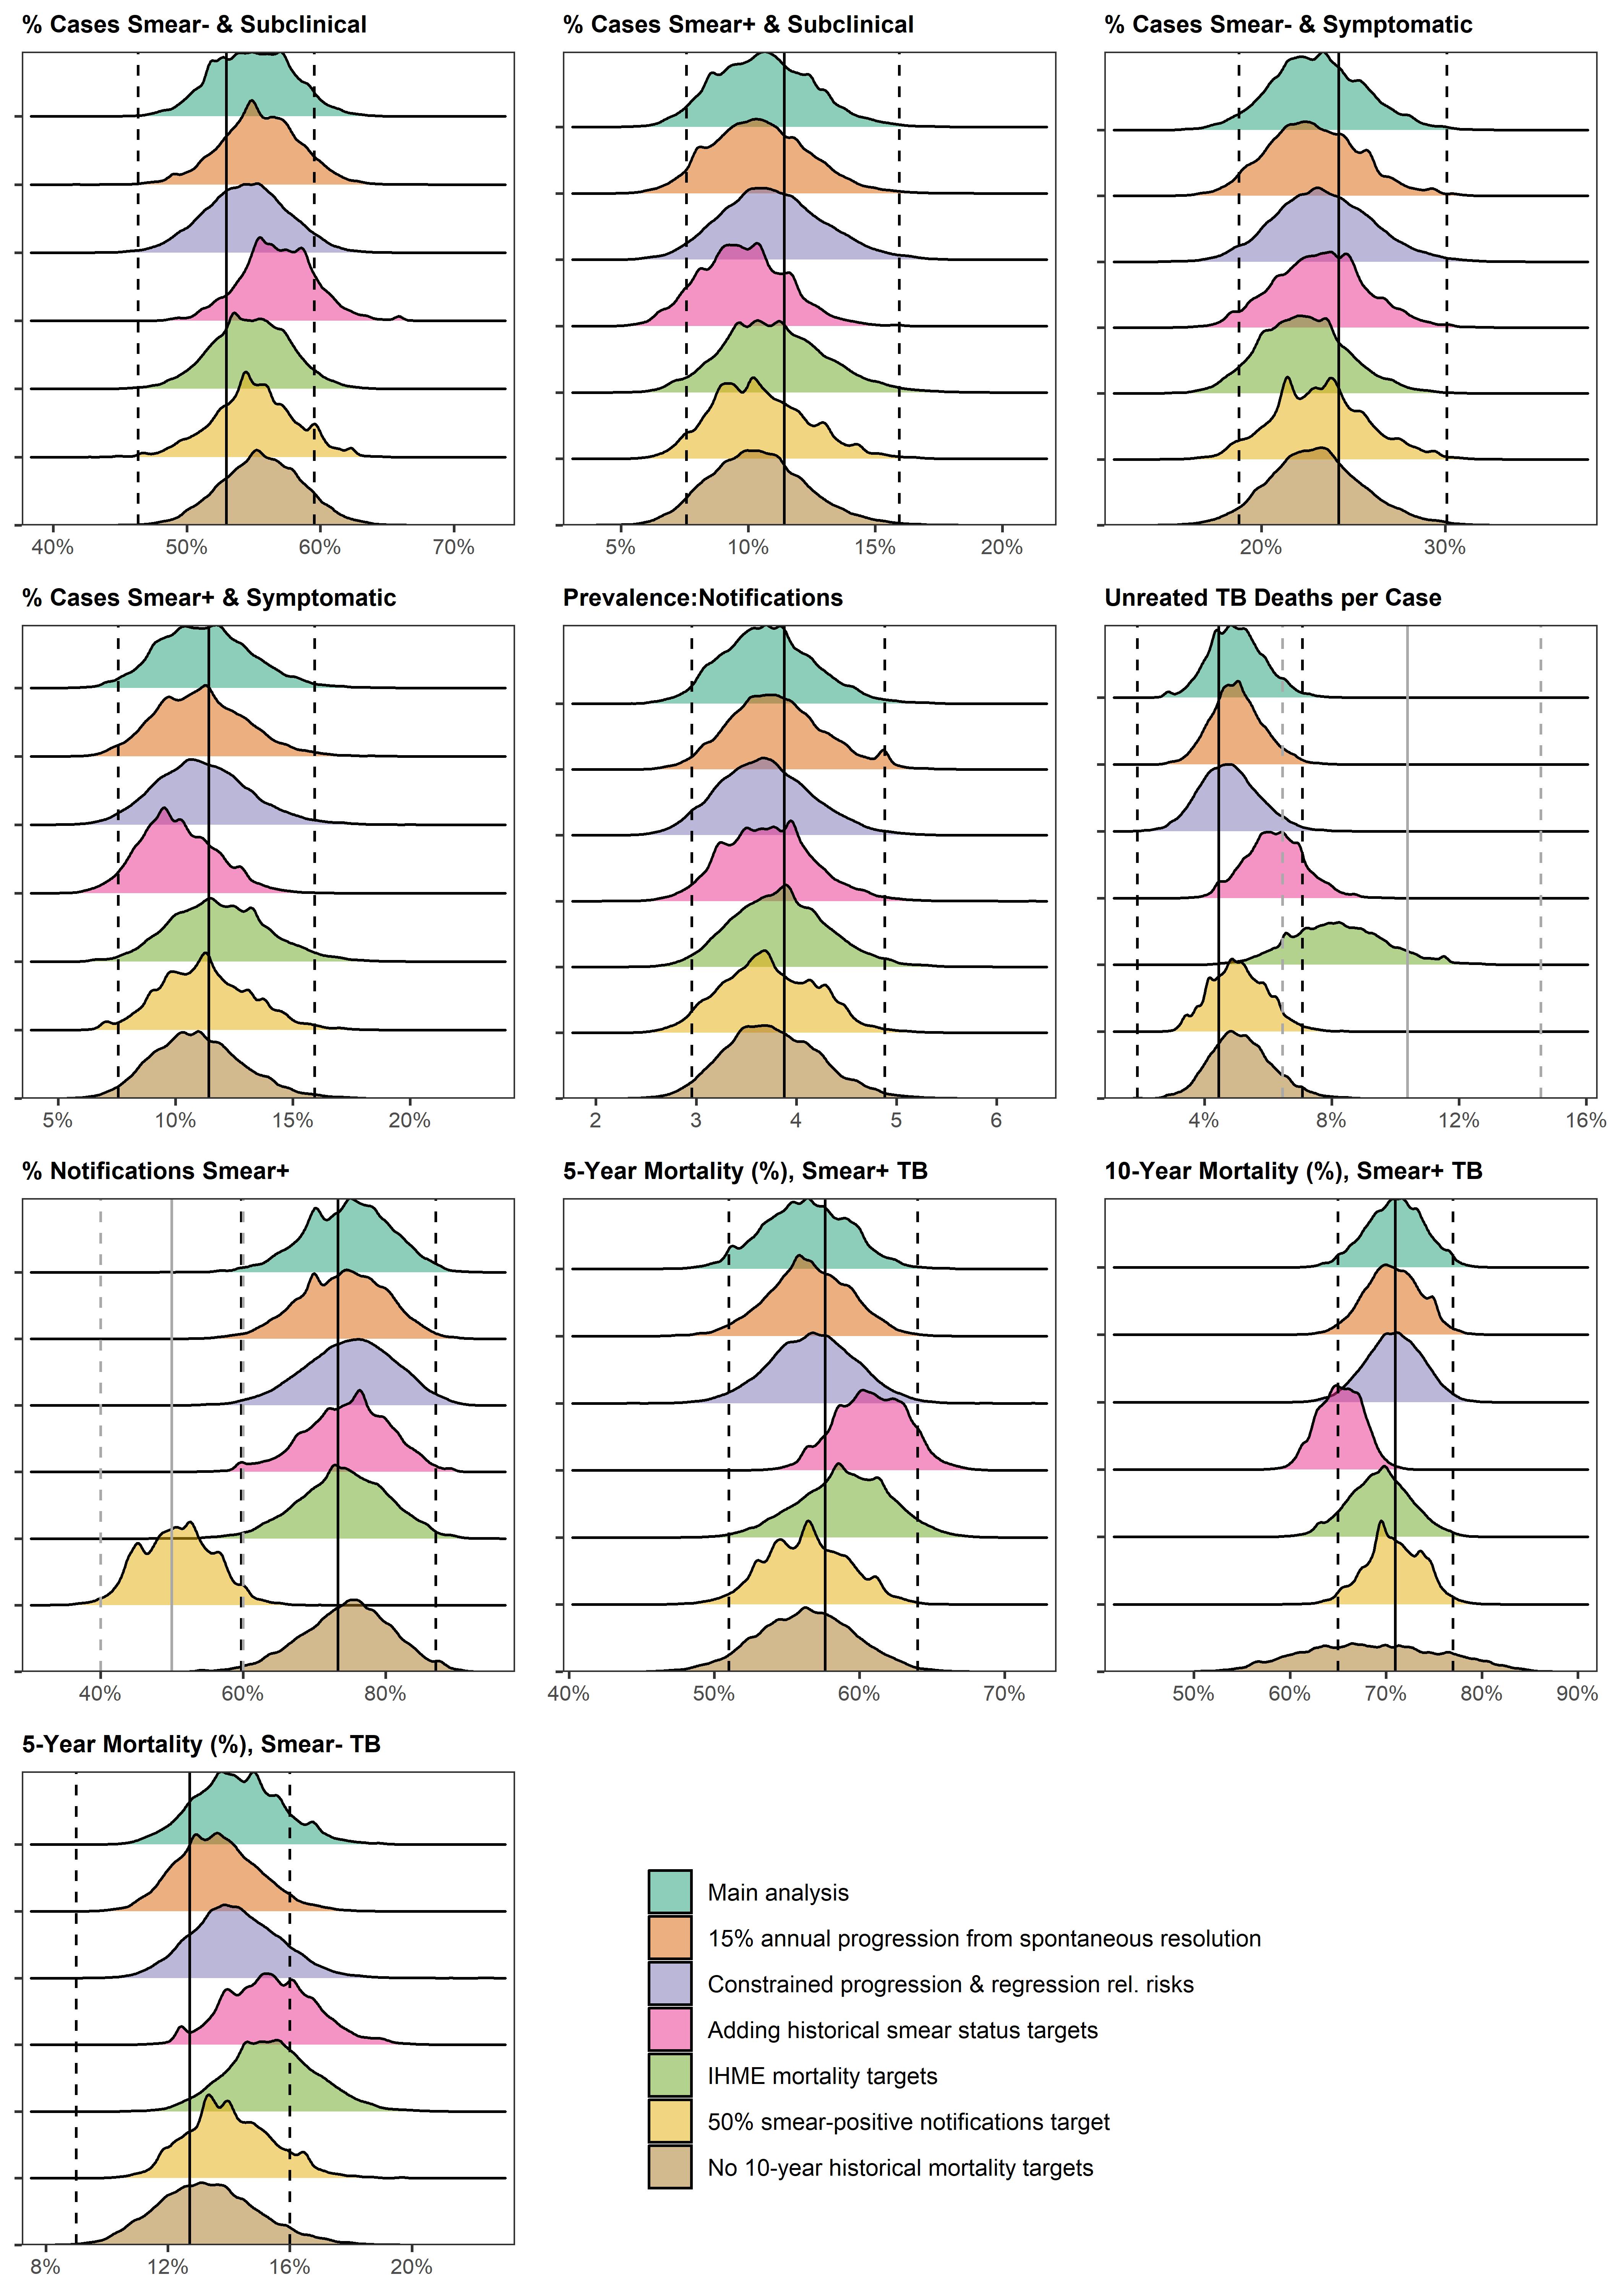 % Cases Smear- & Subclinical
% Cases Smear+ & Subclinical
% Cases Smear- & Symptomatic
40% 50% 60% 70%
5% 10% 15% 20%
20% 30%
% Cases Smear+ & Symptomatic
Prevalence:Notifications
Unreated TB Deaths per Case
5% 10% 15% 20%
2 3 4 5 6
4% 8% 12% 16%
% Notifications Smear+
5-Year Mortality (%), Smear+ TB
10-Year Mortality (%), Smear+ TB
40% 60% 80%
40% 50% 60% 70%
50% 60% 70% 80% 90%
5-Year Mortality (%), Smear- TB
8% 12% 16% 20%
Main analysis
15% annual progression from spontaneous resolution
Constrained progression & regression rel. risks
Adding historical smear status targets
IHME mortality targets
50% smear-positive notifications target
No 10-year historical mortality targets